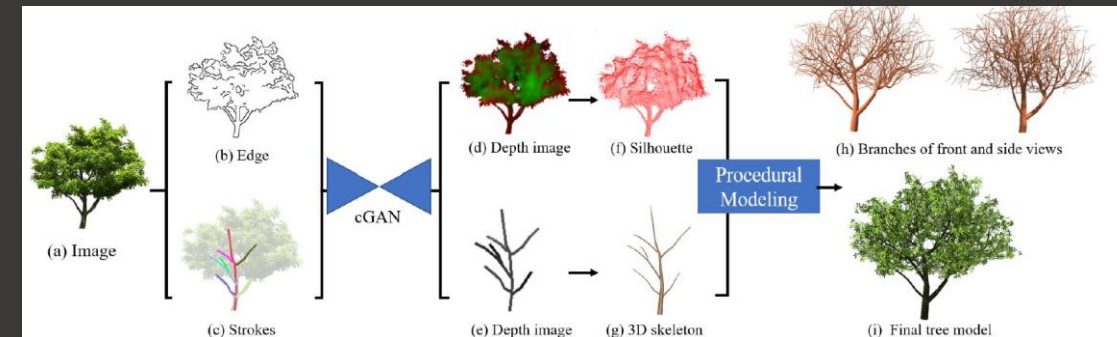 (a) Image
(b) Edge
(c) Strokes
cGAN
(d) Depth image
(e) Depth image
(f) Silhouette
(g) 3D skeleton
Procedural
Modeling
(h) Branches of front and side views
(i) Final tree model